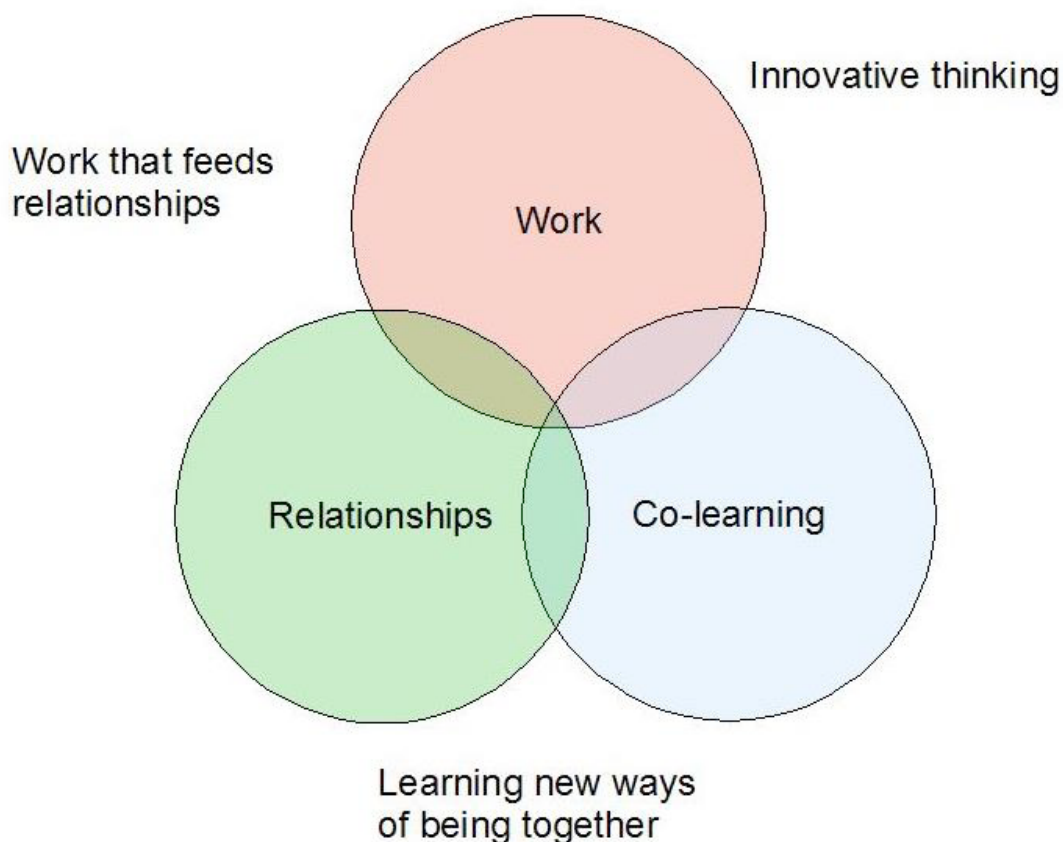 Innovative thinking
Work that feeds
relationships
Work
Relationships
Co-learning
Learning new ways
of being together